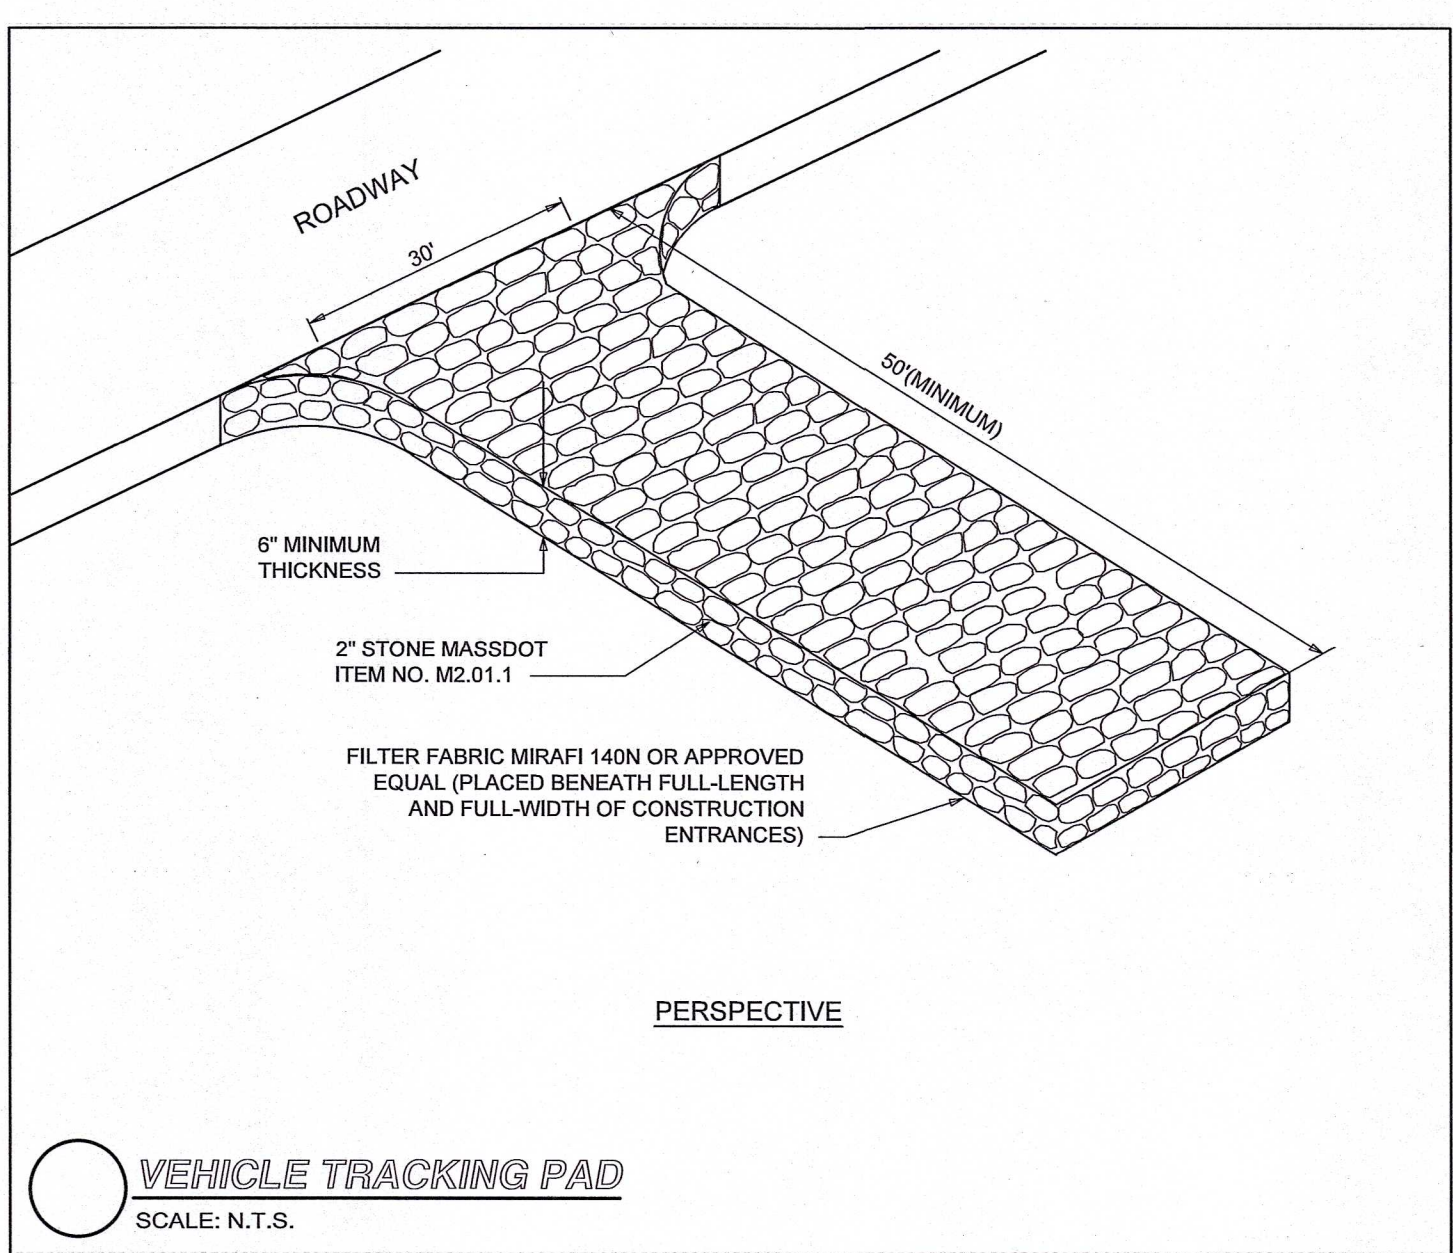 ROADWAY
30'
50'(MINIMUM)
6" MINIMUM
THICKNESS
2" STONE MASSDOT
ITEM NO. M2.01.1
FILTER FABRIC MIRAFI 140N OR APPROVED
EQUAL (PLACED BENEATH FULL-LENGTH
AND FULL-WIDTH OF CONSTRUCTION
ENTRANCES)
PERSPECTIVE
VEHICLE TRACKING PAD
SCALE: N.T.S.